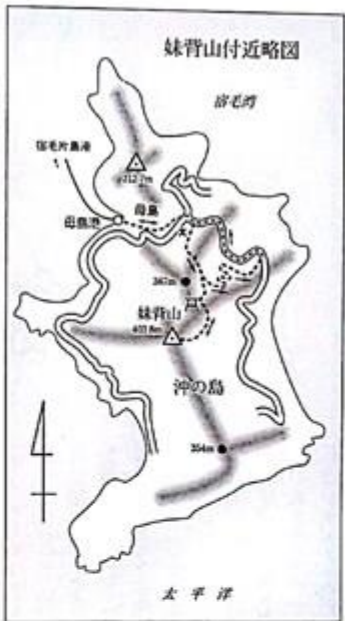 妹背山付近略図
宿毛湾
宿毛片島港
212.7m
母島
母島港
347m
妹背山
403.8m
沖の島
354m
太平洋